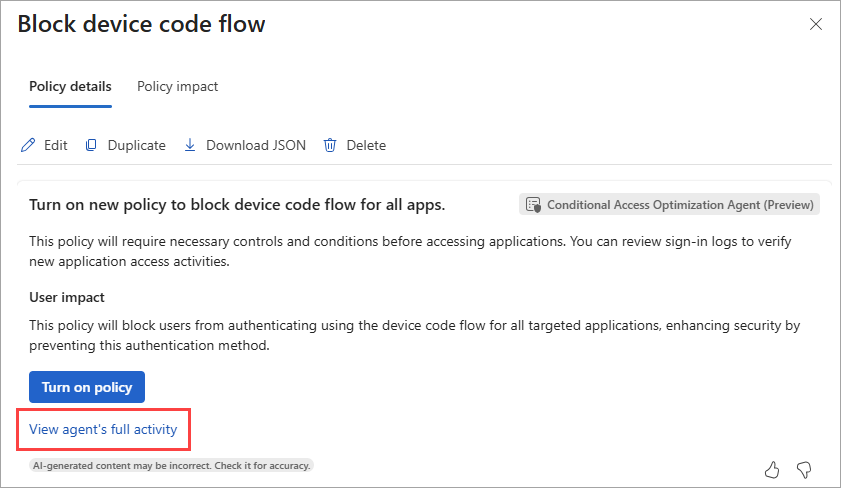 Block device code flow
Policy details
Policy impact
Edit
Duplicate
Download JSON
Delete
Turn on new policy to block device code flow for all apps.
Conditional Access Optimization Agent (Preview)
This policy will require necessary controls and conditions before accessing applications. You can review sign-in logs to verify
new application access activities.
User impact
This policy will block users from authenticating using the device code flow for all targeted applications, enhancing security by
preventing this authentication method.
Turn on policy
View agent's full activity
AI-generated content may be incorrect. Check it for accuracy.